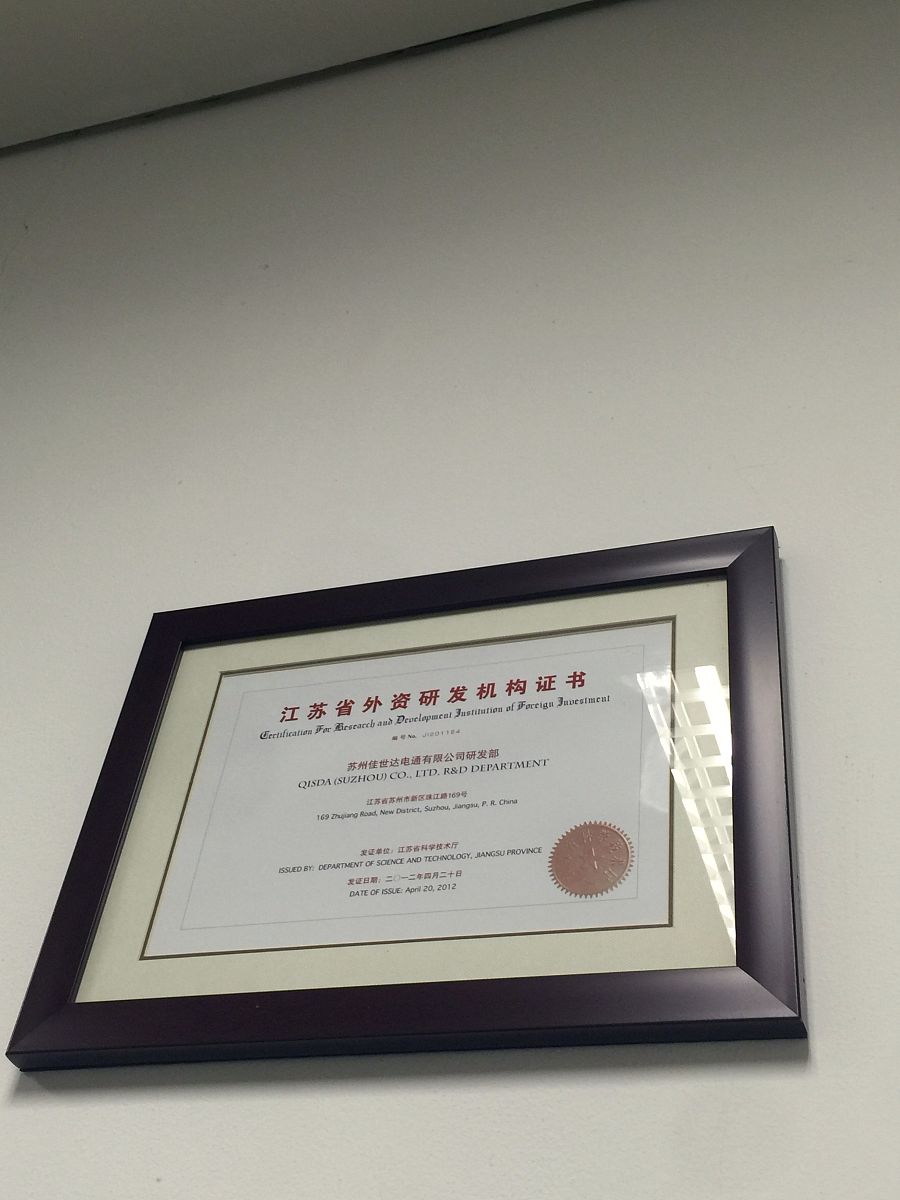 江苏省外资研发机构证书
Certification For Research and Development Institution of Foreign Investment
编号 No. JI201184
苏州佳世达电通有限公司研发部
QISDA (SUZHOU) CO., LTD. R&D DEPARTMENT
江苏省苏州市新区珠江路169号
169 Zhujiang Road, New District, Suzhou, Jiangsu, P. R. China
发证单位：江苏省科学技术厅
ISSUED BY: DEPARTMENT OF SCIENCE AND TECHNOLOGY, JIANGSU PROVINCE
发证日期：二〇一二年四月二十日
DATE OF ISSUE: April 20, 2012